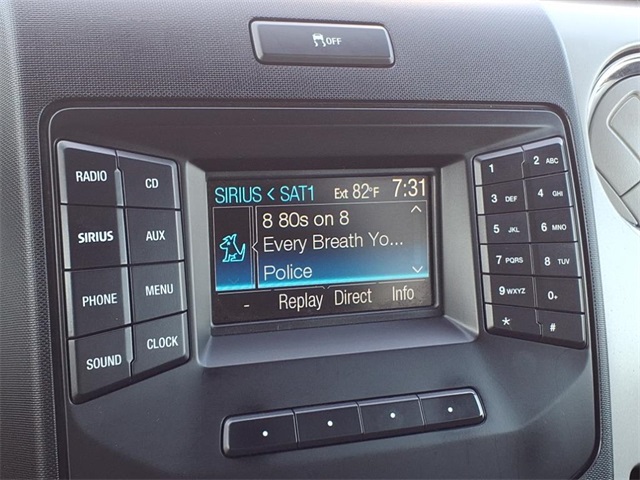 OFF
RADIO
CD
SIRIUS
AUX
PHONE
MENU
SOUND
CLOCK
SIRIUS < SAT1 Ext 82°F 7:31
8 80s on 8
Every Breath Yo...
Police
- Replay Direct Info
1
2 ABC
3 DEF
4 GHI
5 JKL
6 MNO
7 PQRS
8 TUV
9 WXYZ
0+
*
#